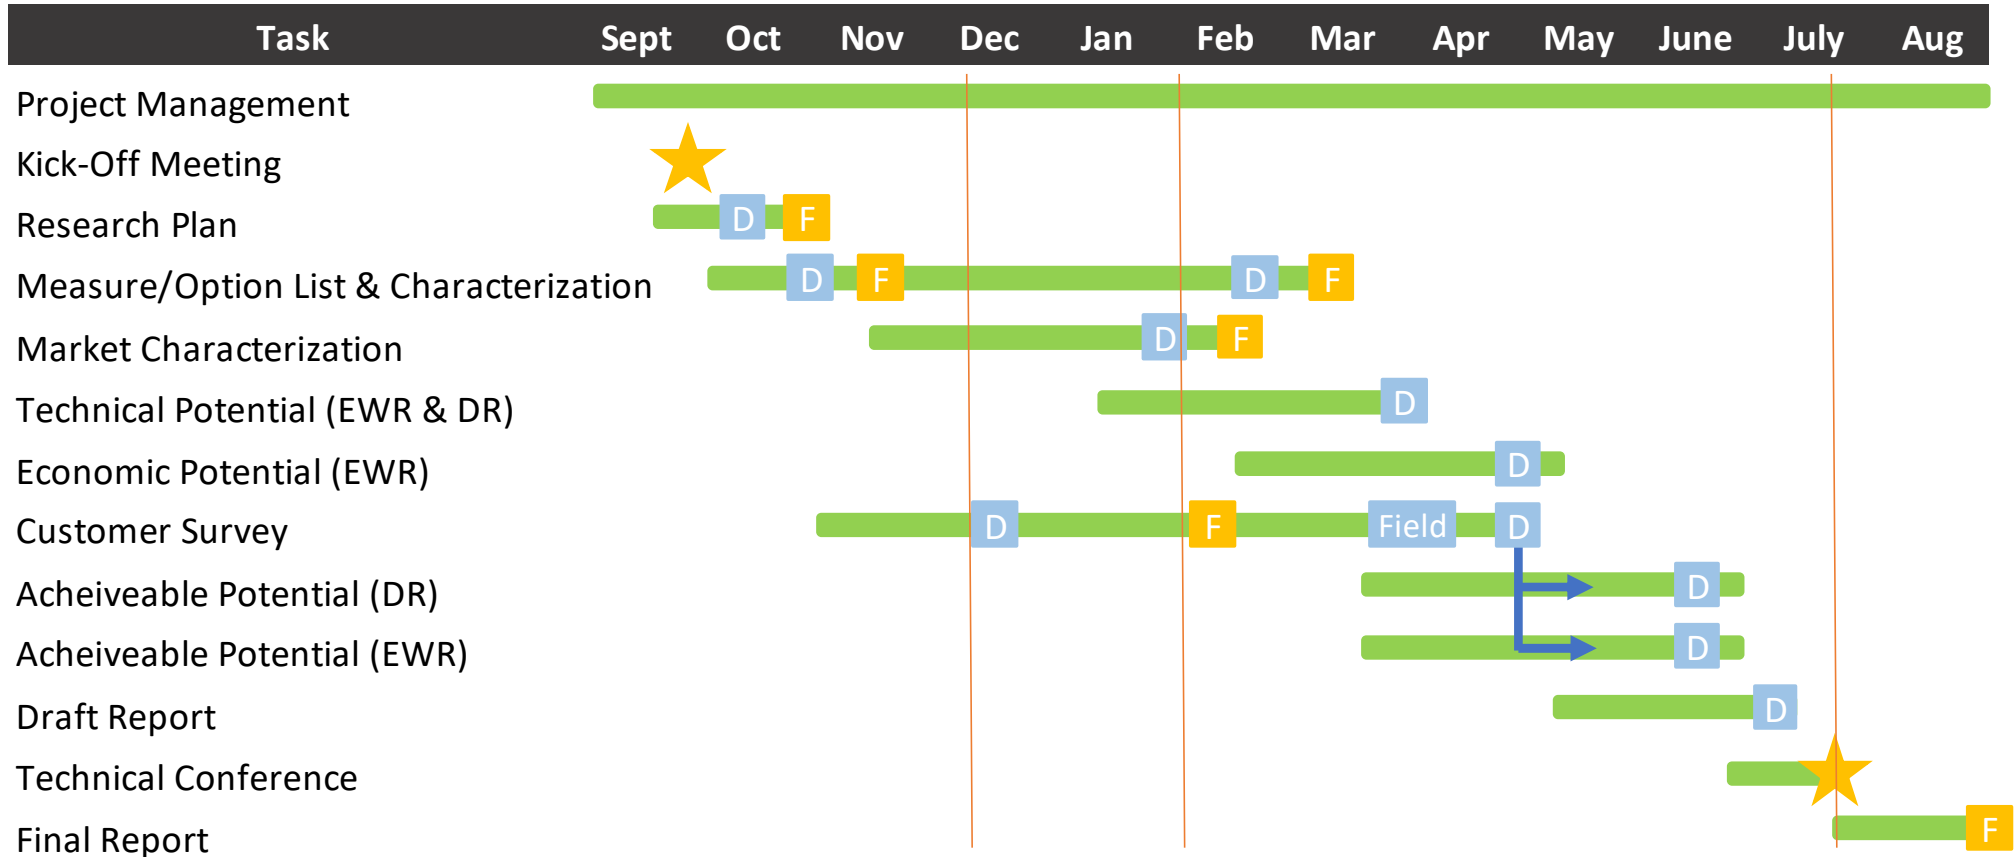 Task Sept Oct Nov Dec Jan Feb Mar Apr May June July Aug
Project Management
Kick-Off Meeting
Research Plan D F
Measure/Option List & Characterization D F D F
Market Characterization D F
Technical Potential (EWR & DR) D
Economic Potential (EWR) D
Customer Survey D F Field D
Acheiveable Potential (DR) D
Acheiveable Potential (EWR) D
Draft Report D
Technical Conference
Final Report F